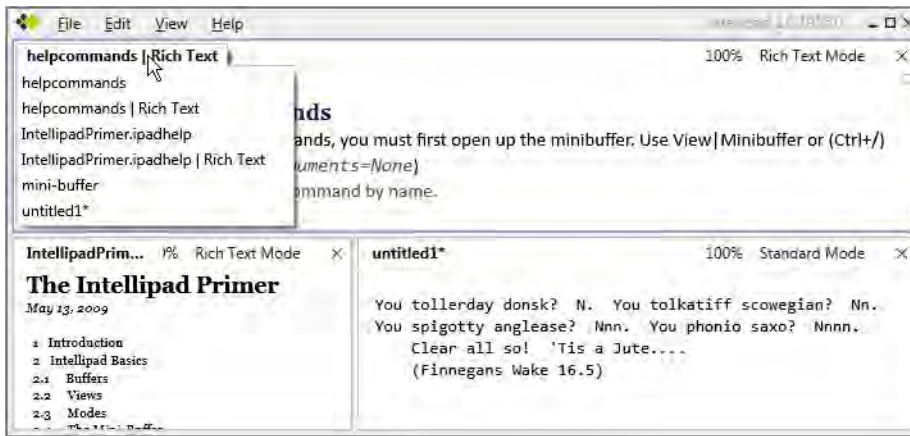 File Edit View Help
helpcommands | Rich Text 100% Rich Text Mode
helpcommands
helpcommands | Rich Text
IntellipadPrimer.ipadhelp
IntellipadPrimer.ipadhelp | Rich Text
mini-buffer
untitled1*
nds
ands, you must first open up the minibuffer. Use View|Minibuffer or (Ctrl+/)
uments=None)
ommand by name.
IntellipadPrim... % Rich Text Mode
The Intellipad Primer
May 13, 2009
1 Introduction
2 Intellipad Basics
2.1 Buffers
2.2 Views
2.3 Modes
The Mini-Buffer
untitled1* 100% Standard Mode
You tollerday donsk? N. You tolkatiff scowegian? Nn.
You spigotty anglease? Nnn. You phonio saxo? Nnnn.
Clear all so! 'Tis a Jute....
(Finnegans Wake 16.5)